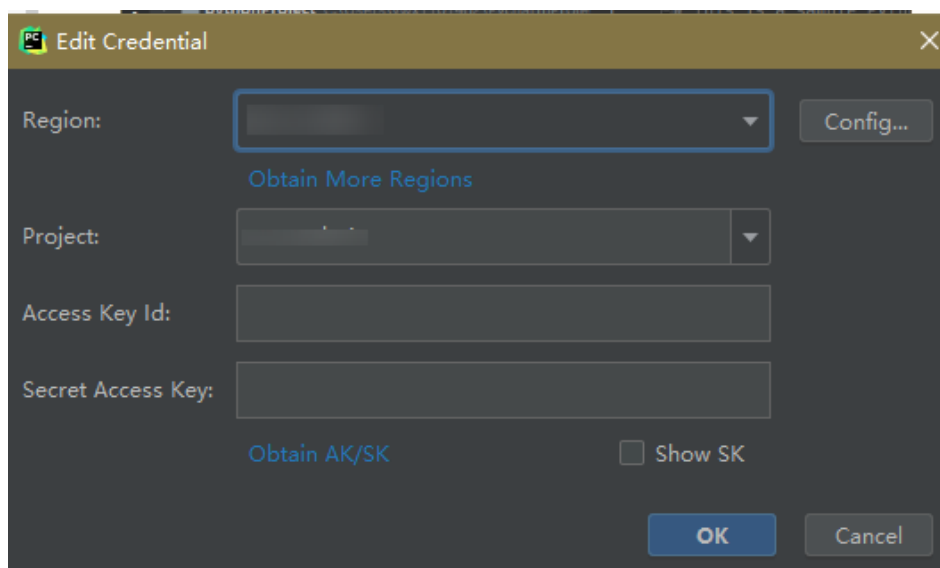 PC Edit Credential
Region:
Config...
Obtain More Regions
Project:
Access Key Id:
Secret Access Key:
Obtain AK/SK
Show SK
OK
Cancel